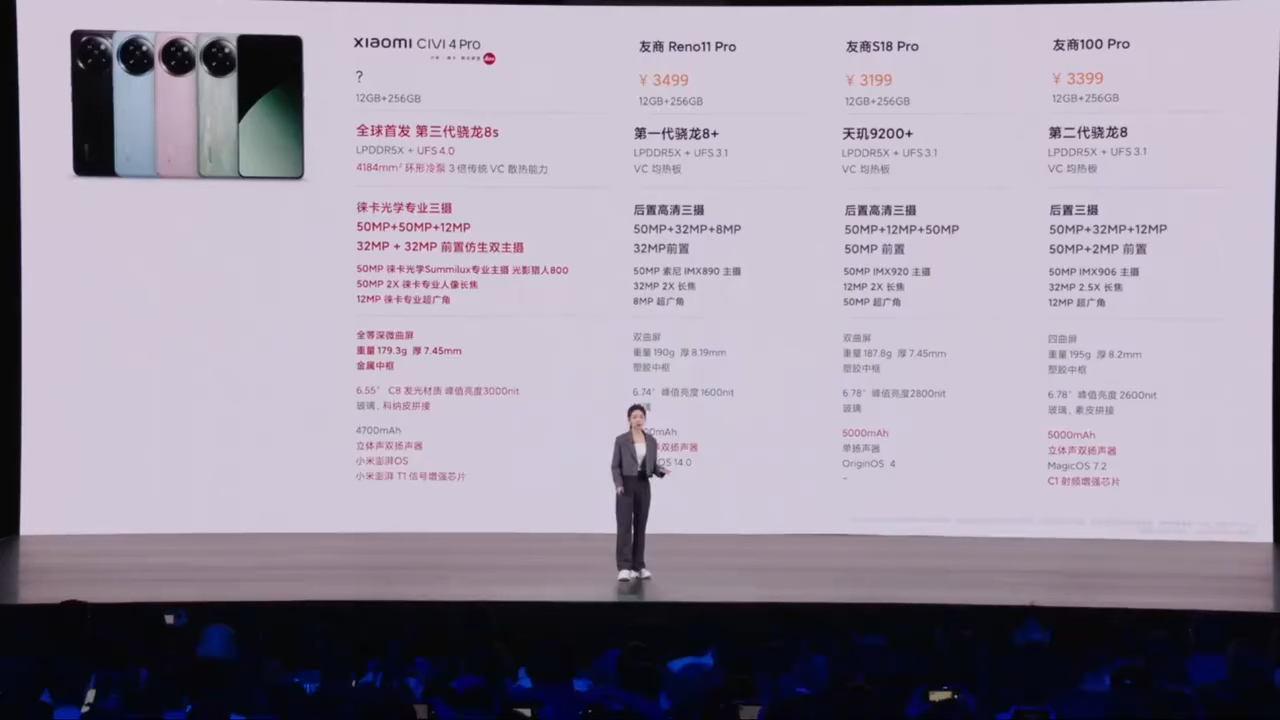 xiaomi CIVI 4 Pro
?
12GB+256GB
全球首发 第三代骁龙8s
LPDDR5X + UFS 4.0
4184mm² 环形冷泵 3 倍传统 VC 散热能力
徕卡光学专业三摄
50MP+50MP+12MP
32MP + 32MP 前置仿生双主摄
50MP 徕卡光学Summilux专业主摄 光影猎人800
50MP 2X 徕卡专业人像长焦
12MP 徕卡专业超广角
全等深微曲屏
重量 179.3g 厚 7.45mm
金属中框
6.55" C8 发光材质 峰值亮度3000nit
玻璃、科纳皮拼接
4700mAh
立体声双扬声器
小米澎湃OS
小米澎湃 T1 信号增强芯片
友商 Reno11 Pro
¥ 3499
12GB+256GB
第一代骁龙8+
LPDDR5X + UFS 3.1
VC 均热板
后置高清三摄
50MP+32MP+8MP
32MP前置
50MP 索尼 IMX890 主摄
32MP 2X 长焦
8MP 超广角
双曲屏
重量 190g 厚 8.19mm
塑胶中框
6.74" 峰值亮度 1600nit
00mAh
双扬声器
OS 14.0
友商S18 Pro
¥ 3199
12GB+256GB
天玑9200+
LPDDR5X + UFS 3.1
VC 均热板
后置高清三摄
50MP+12MP+50MP
50MP 前置
50MP IMX920 主摄
12MP 2X 长焦
50MP 超广角
双曲屏
重量 187.8g 厚 7.45mm
塑胶中框
6.78" 峰值亮度2800nit
玻璃
5000mAh
单扬声器
OriginOS 4
-
友商100 Pro
¥ 3399
12GB+256GB
第二代骁龙8
LPDDR5X + UFS 3.1
VC 均热板
后置三摄
50MP+32MP+12MP
50MP+2MP 前置
50MP IMX906 主摄
32MP 2.5X 长焦
12MP 超广角
四曲屏
重量 195g 厚 8.2mm
塑胶中框
6.78" 峰值亮度 2600nit
玻璃、素皮拼接
5000mAh
立体声双扬声器
MagicOS 7.2
C1 射频增强芯片